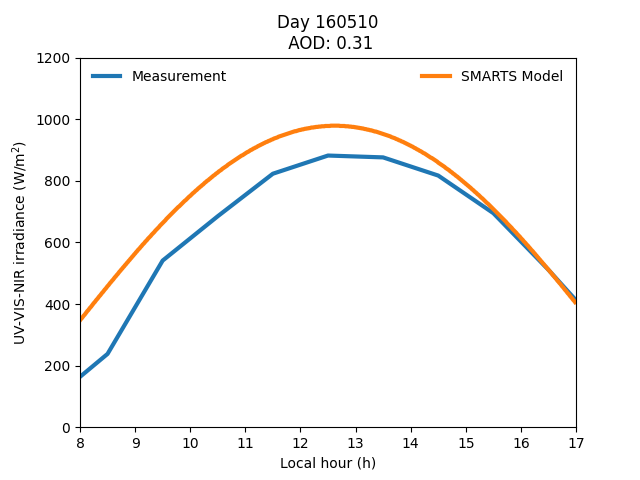 Day 160510
AOD: 0.31
Measurement
SMARTS Model
UV-VIS-NIR irradiance (W/m²)
1200
1000
800
600
400
200
0
8 9 10 11 12 13 14 15 16 17
Local hour (h)